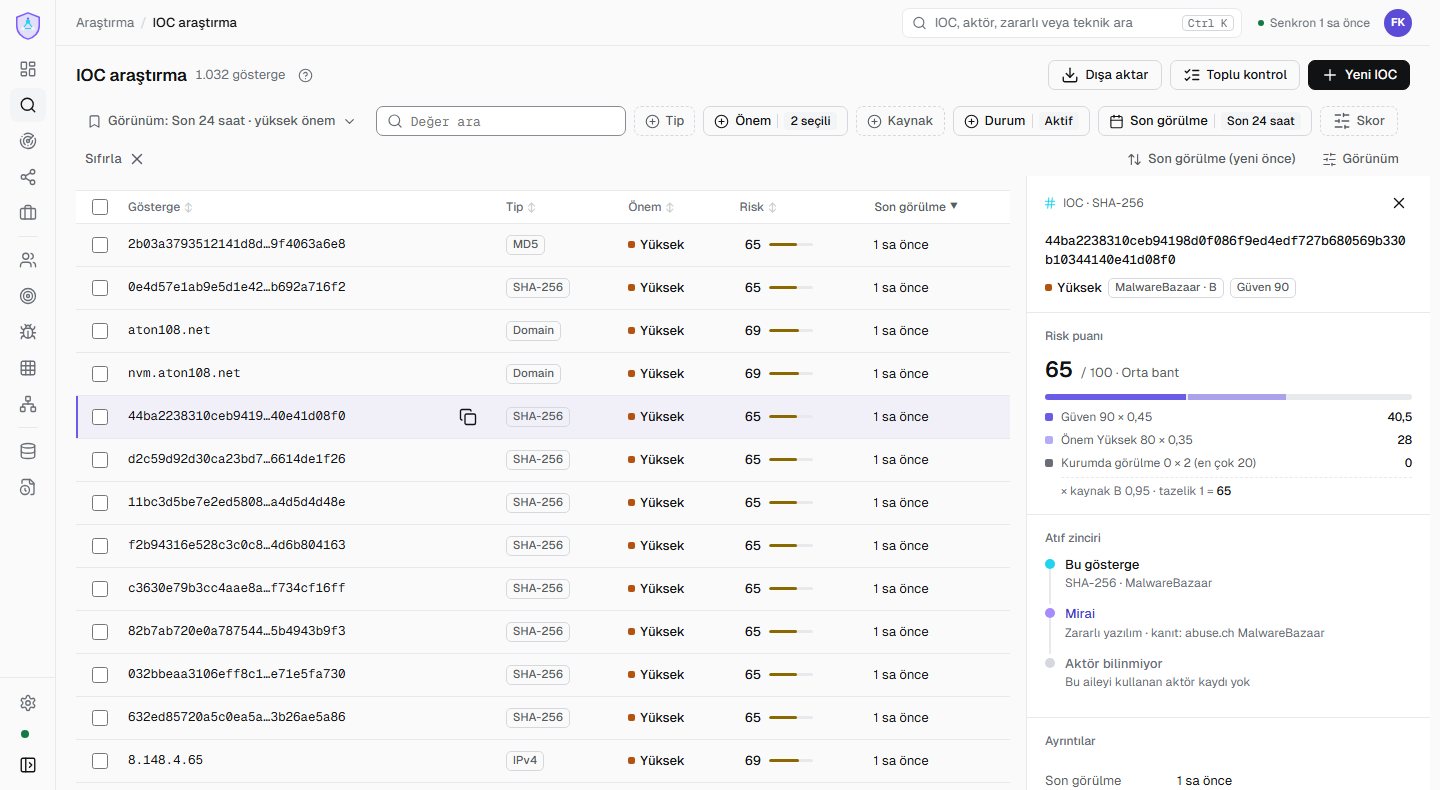 Araştırma / IOC araştırma
IOC, aktör, zararlı veya teknik ara Ctrl K
Senkron 1 sa önce
FK
IOC araştırma 1.032 gösterge
Dışa aktar
Toplu kontrol
Yeni IOC
Görünüm: Son 24 saat · yüksek önem
Değer ara
Tip
Önem 2 seçili
Kaynak
Durum Aktif
Son görülme Son 24 saat
Skor
Sıfırla
Son görülme (yeni önce)
Görünüm
Gösterge Tip Önem Risk Son görülme
2b03a3793512141d8d…9f4063a6e8 MD5 Yüksek 65 1 sa önce
0e4d57e1ab9e5d1e42…b692a716f2 SHA-256 Yüksek 65 1 sa önce
aton108.net Domain Yüksek 69 1 sa önce
nvm.aton108.net Domain Yüksek 69 1 sa önce
44ba2238310ceb9419…40e41d08f0 SHA-256 Yüksek 65 1 sa önce
d2c59d92d30ca23bd7…6614de1f26 SHA-256 Yüksek 65 1 sa önce
11bc3d5be7e2ed5808…a4d5d4d48e SHA-256 Yüksek 65 1 sa önce
f2b94316e528c3c0c8…4d6b804163 SHA-256 Yüksek 65 1 sa önce
c3630e79b3cc4aae8a…f734cf16ff SHA-256 Yüksek 65 1 sa önce
82b7ab720e0a787544…5b4943b9f3 SHA-256 Yüksek 65 1 sa önce
032bbeaa3106eff8c1…e71e5fa730 SHA-256 Yüksek 65 1 sa önce
632ed85720a5c0ea5a…3b26ae5a86 SHA-256 Yüksek 65 1 sa önce
8.148.4.65 IPv4 Yüksek 69 1 sa önce
# IOC · SHA-256
44ba2238310ceb94198d0f086f9ed4edf727b680569b330
b10344140e41d08f0
Yüksek MalwareBazaar · B Güven 90
Risk puanı
65 / 100 · Orta bant
Güven 90 × 0,45 40,5
Önem Yüksek 80 × 0,35 28
Kurumda görülme 0 × 2 (en çok 20) 0
× kaynak B 0,95 · tazelik 1 = 65
Atıf zinciri
Bu gösterge
SHA-256 · MalwareBazaar
Mirai
Zararlı yazılım · kanıt: abuse.ch MalwareBazaar
Aktör bilinmiyor
Bu aileyi kullanan aktör kaydı yok
Ayrıntılar
Son görülme 1 sa önce